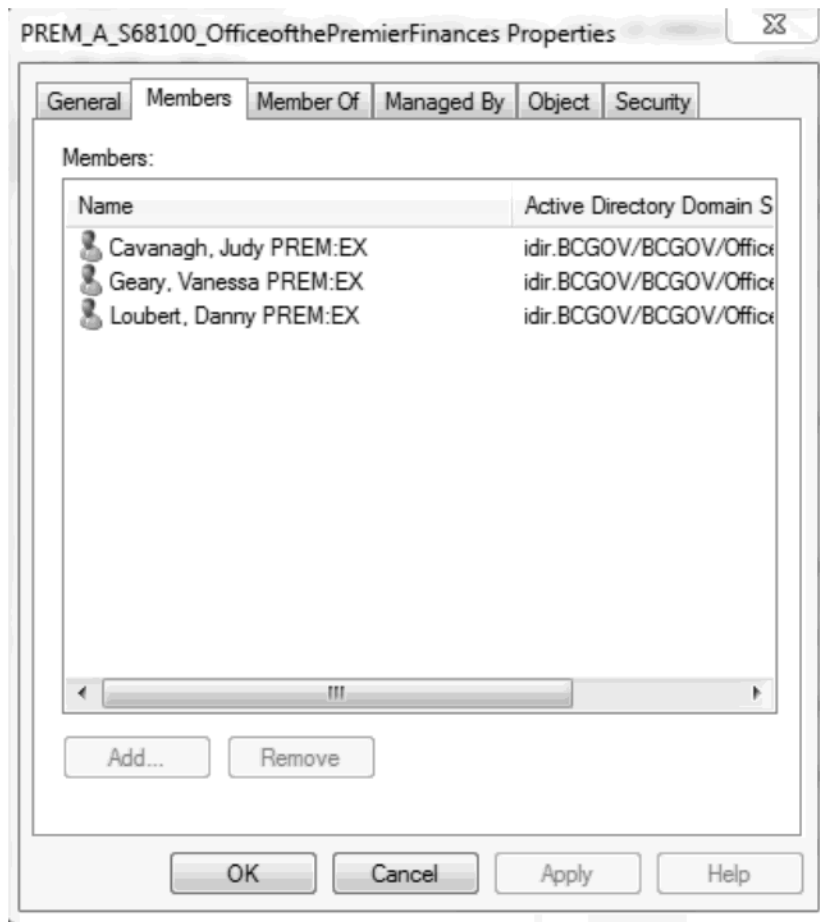 PREM_A_S68100_OfficeofthePremierFinances Properties
General Members Member Of Managed By Object Security
Members:
Name Active Directory Domain S
Cavanagh, Judy PREM:EX idir.BCGOV/BCGOV/Office
Geary, Vanessa PREM:EX idir.BCGOV/BCGOV/Office
Loubert, Danny PREM:EX idir.BCGOV/BCGOV/Office
Add... Remove
OK Cancel Apply Help